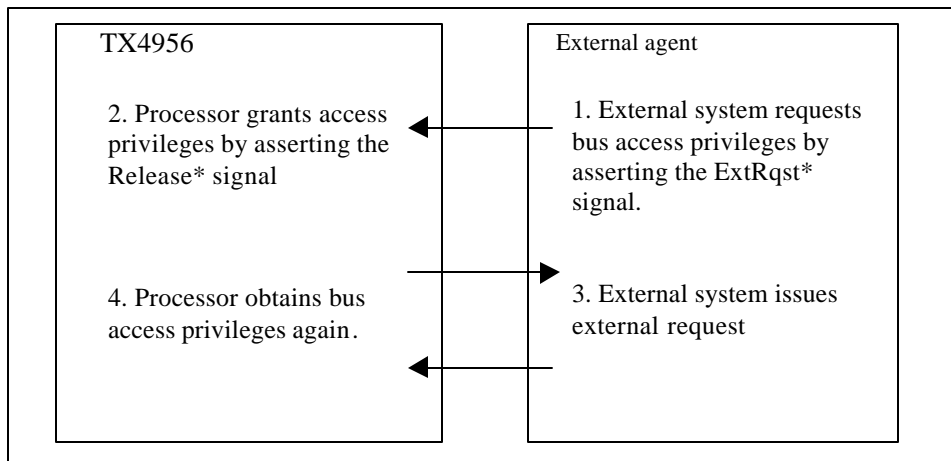 TX4956
2. Processor grants access
privileges by asserting the
Release* signal
4. Processor obtains bus
access privileges again.
External agent
1. External system requests
bus access privileges by
asserting the ExtRqst*
signal.
3. External system issues
external request